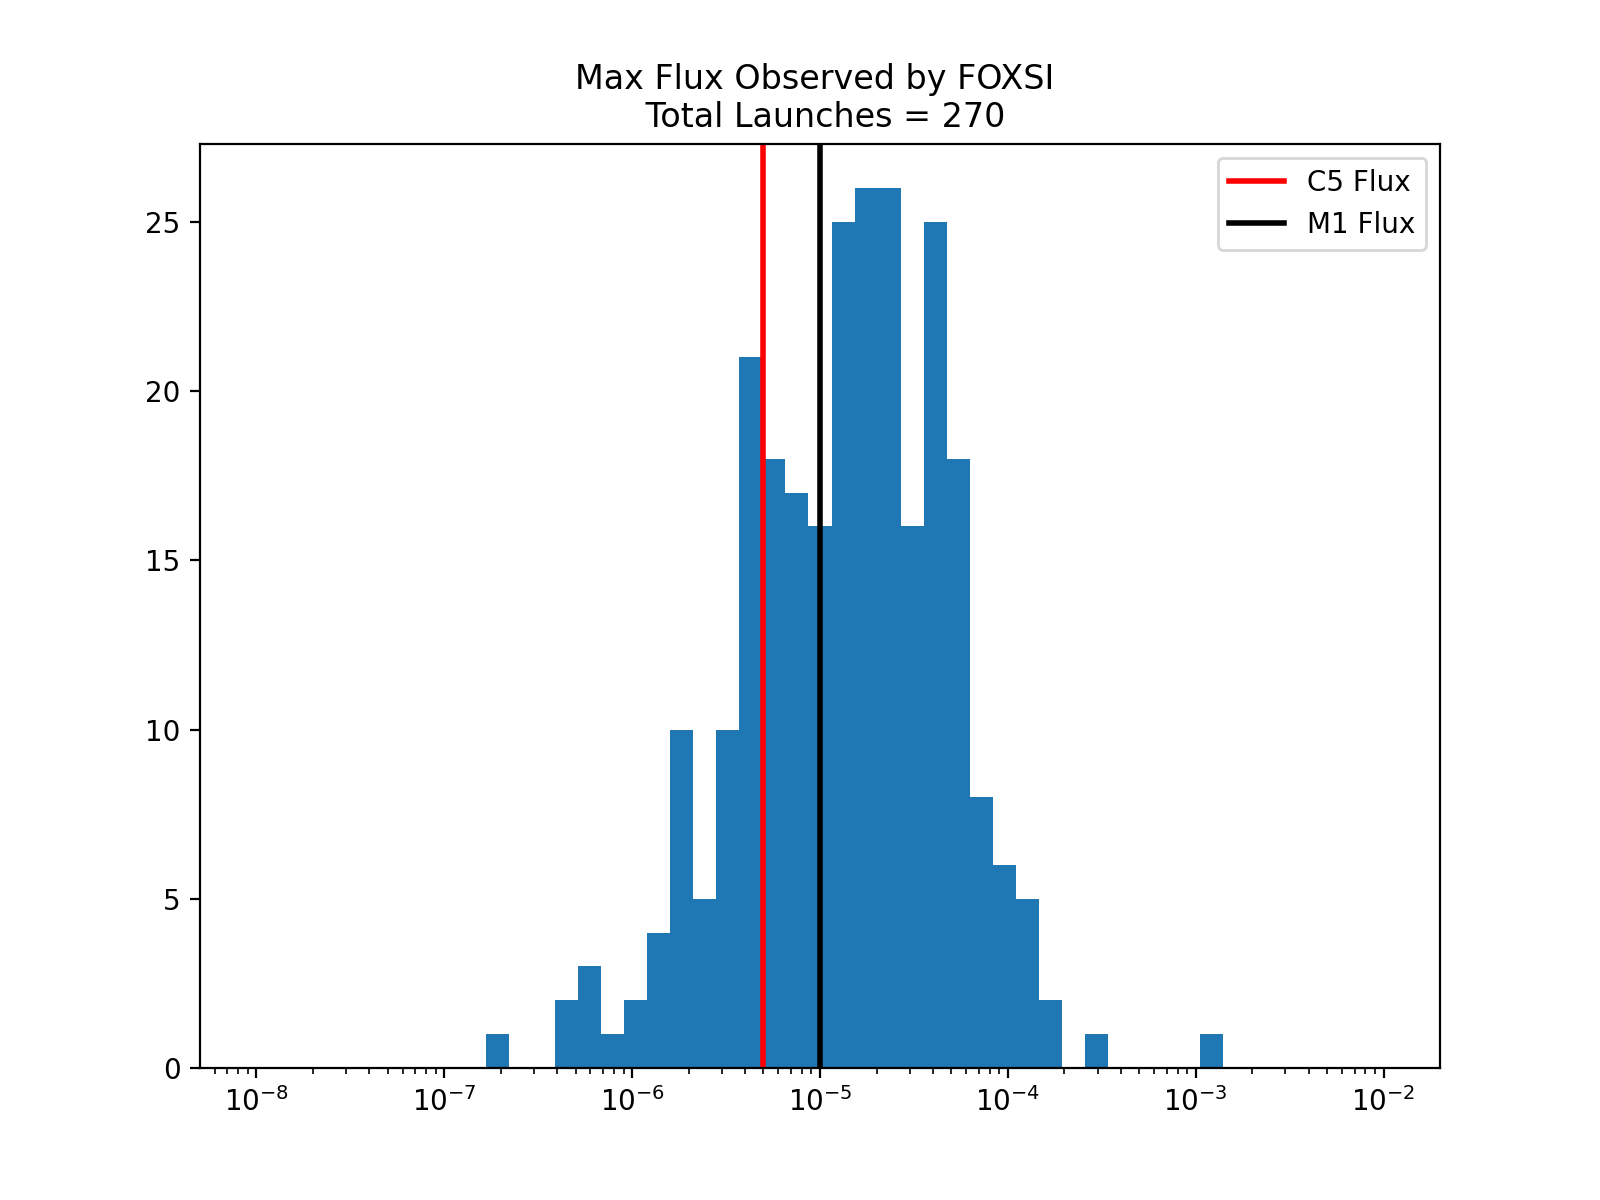 Max Flux Observed by FOXSI
Total Launches = 270
C5 Flux
M1 Flux
25
20
15
10
5
0
10⁻⁸ 10⁻⁷ 10⁻⁶ 10⁻⁵ 10⁻⁴ 10⁻³ 10⁻²